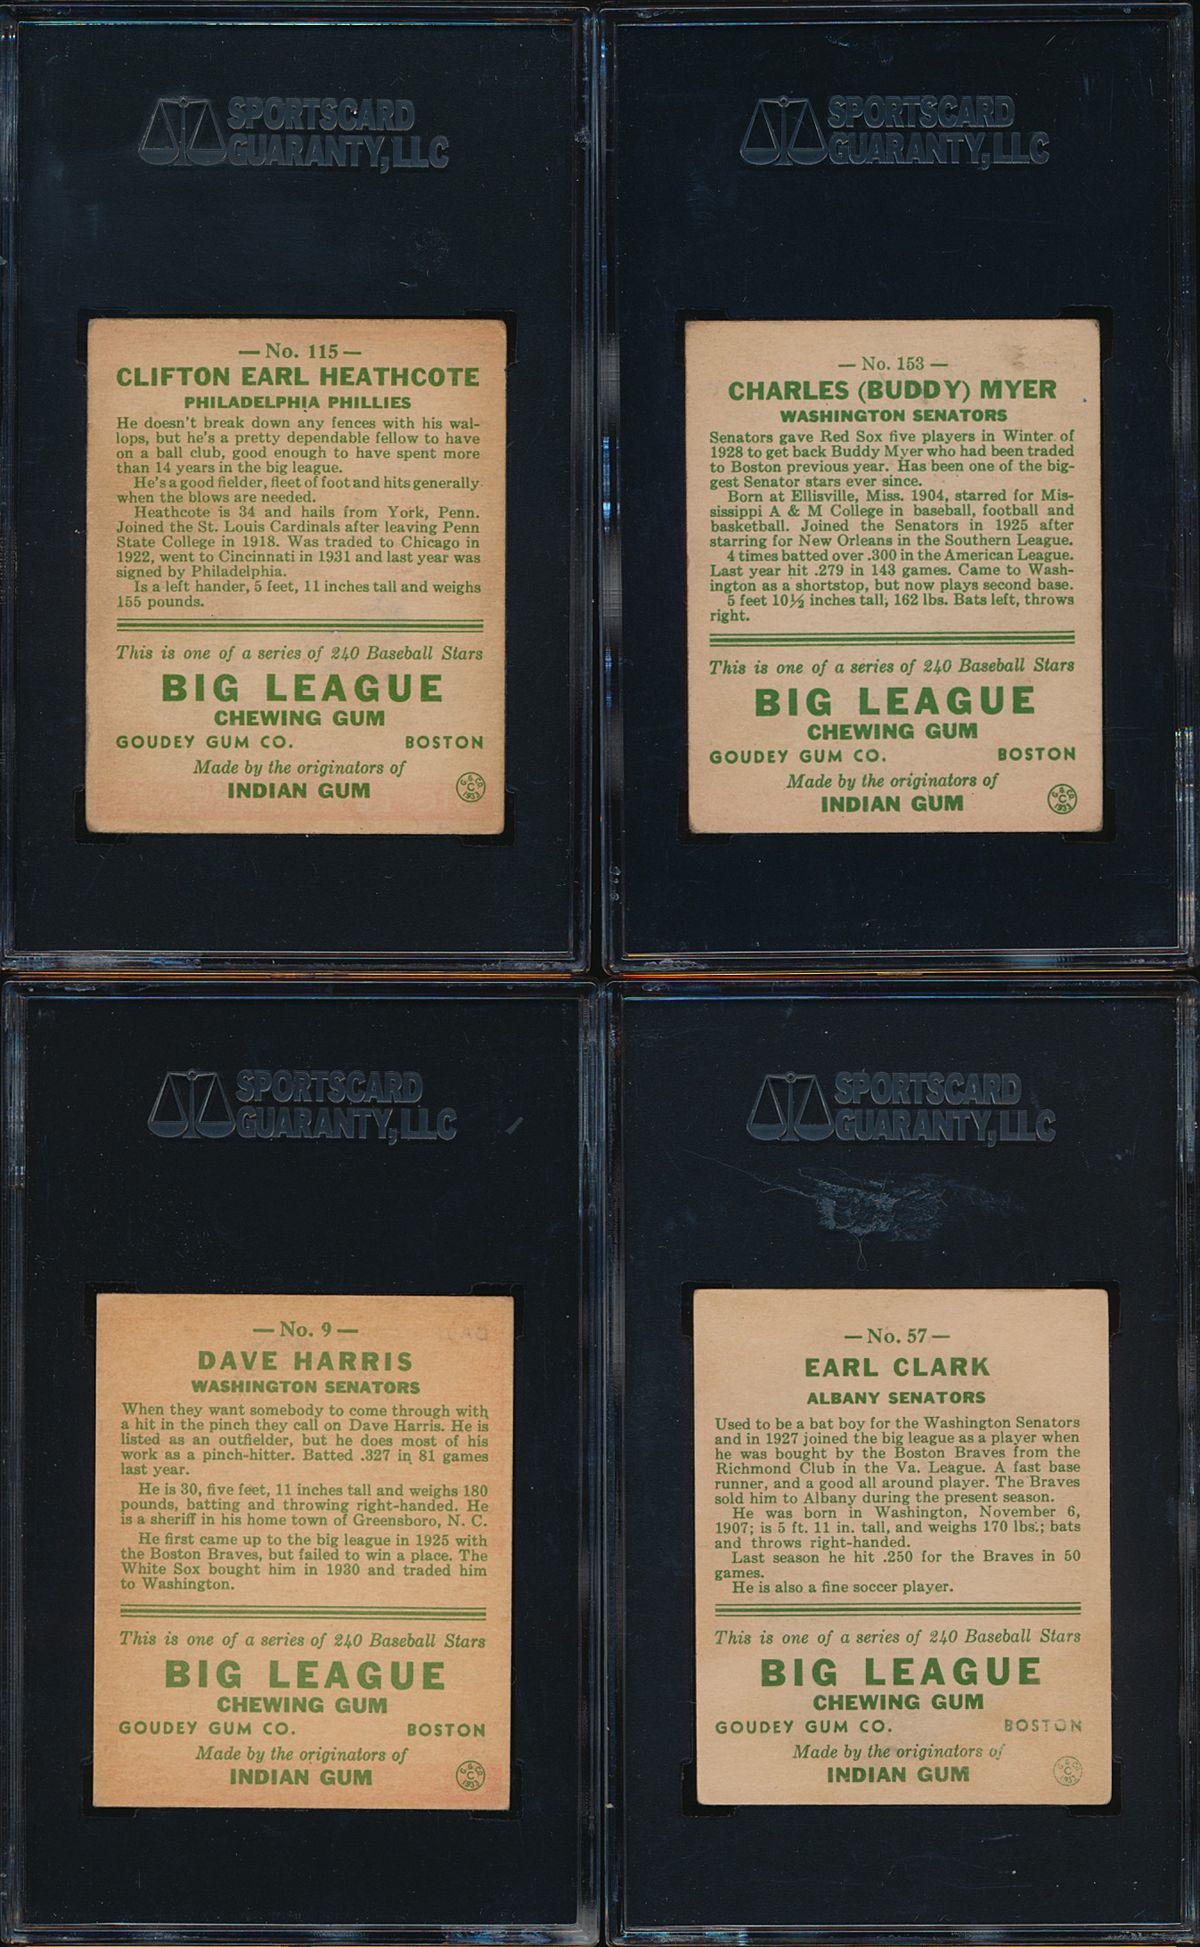 SPORTSCARD
GUARANTY, LLC
— No. 115 —
CLIFTON EARL HEATHCOTE
PHILADELPHIA PHILLIES
He doesn't break down any fences with his wal-
lops, but he's a pretty dependable fellow to have
on a ball club, good enough to have spent more
than 14 years in the big league.
He's a good fielder, fleet of foot and hits generally
when the blows are needed.
Heathcote is 34 and hails from York, Penn.
Joined the St. Louis Cardinals after leaving Penn
State College in 1918. Was traded to Chicago in
1922, went to Cincinnati in 1931 and last year was
signed by Philadelphia.
Is a left hander, 5 feet, 11 inches tall and weighs
155 pounds.
This is one of a series of 240 Baseball Stars
BIG LEAGUE
CHEWING GUM
GOUDEY GUM CO. BOSTON
Made by the originators of
INDIAN GUM
G. G. CO.
C
1933
SPORTSCARD
GUARANTY, LLC
— No. 153 —
CHARLES (BUDDY) MYER
WASHINGTON SENATORS
Senators gave Red Sox five players in Winter of
1928 to get back Buddy Myer who had been traded
to Boston previous year. Has been one of the big-
gest Senator stars ever since.
Born at Ellisville, Miss. 1904, starred for Mis-
sissippi A & M College in baseball, football and
basketball. Joined the Senators in 1925 after
starring for New Orleans in the Southern League.
4 times batted over .300 in the American League.
Last year hit .279 in 143 games. Came to Wash-
ington as a shortstop, but now plays second base.
5 feet 10½ inches tall, 162 lbs. Bats left, throws
right.
This is one of a series of 240 Baseball Stars
BIG LEAGUE
CHEWING GUM
GOUDEY GUM CO. BOSTON
Made by the originators of
INDIAN GUM
G. G. CO.
C
1933
SPORTSCARD
GUARANTY, LLC
— No. 9 —
DAVE HARRIS
WASHINGTON SENATORS
When they want somebody to come through with
a hit in the pinch they call on Dave Harris. He is
listed as an outfielder, but he does most of his
work as a pinch-hitter. Batted .327 in 81 games
last year.
He is 30, five feet, 11 inches tall and weighs 180
pounds, batting and throwing right-handed. He
is a sheriff in his home town of Greensboro, N. C.
He first came up to the big league in 1925 with
the Boston Braves, but failed to win a place. The
White Sox bought him in 1930 and traded him
to Washington.
This is one of a series of 240 Baseball Stars
BIG LEAGUE
CHEWING GUM
GOUDEY GUM CO. BOSTON
Made by the originators of
INDIAN GUM
G. G. CO.
C
1933
SPORTSCARD
GUARANTY, LLC
— No. 57 —
EARL CLARK
ALBANY SENATORS
Used to be a bat boy for the Washington Senators
and in 1927 joined the big league as a player when
he was bought by the Boston Braves from the
Richmond Club in the Va. League. A fast base
runner, and a good all around player. The Braves
sold him to Albany during the present season.
He was born in Washington, November 6,
1907; is 5 ft. 11 in. tall, and weighs 170 lbs.; bats
and throws right-handed.
Last season he hit .250 for the Braves in 50
games.
He is also a fine soccer player.
This is one of a series of 240 Baseball Stars
BIG LEAGUE
CHEWING GUM
GOUDEY GUM CO. BOSTON
Made by the originators of
INDIAN GUM
G. G. CO.
C
1933